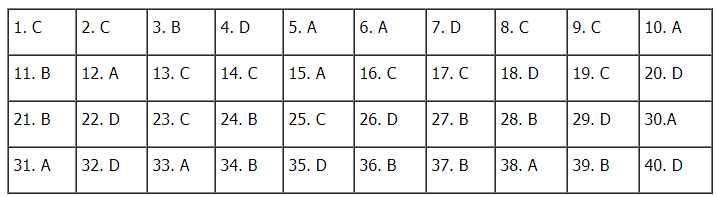 1. C 2. C 3. B 4. D 5. A 6. A 7. D 8. C 9. C 10. A
11. B 12. A 13. C 14. C 15. A 16. C 17. C 18. D 19. C 20. D
21. B 22. D 23. C 24. B 25. C 26. D 27. B 28. B 29. D 30.A
31. A 32. D 33. A 34. B 35. D 36. B 37. B 38. A 39. B 40. D